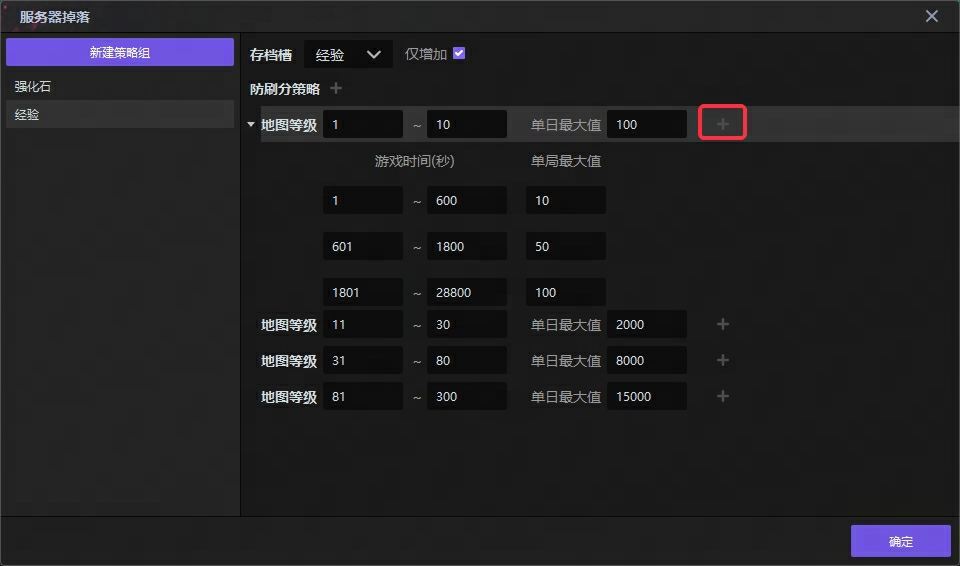 服务器掉落
新建策略组
强化石
经验
存档槽 经验 仅增加
防刷分策略 +
地图等级 1 ~ 10 单日最大值 100 +
游戏时间(秒) 单局最大值
1 ~ 600 10
601 ~ 1800 50
1801 ~ 28800 100
地图等级 11 ~ 30 单日最大值 2000 +
地图等级 31 ~ 80 单日最大值 8000 +
地图等级 81 ~ 300 单日最大值 15000 +
确定